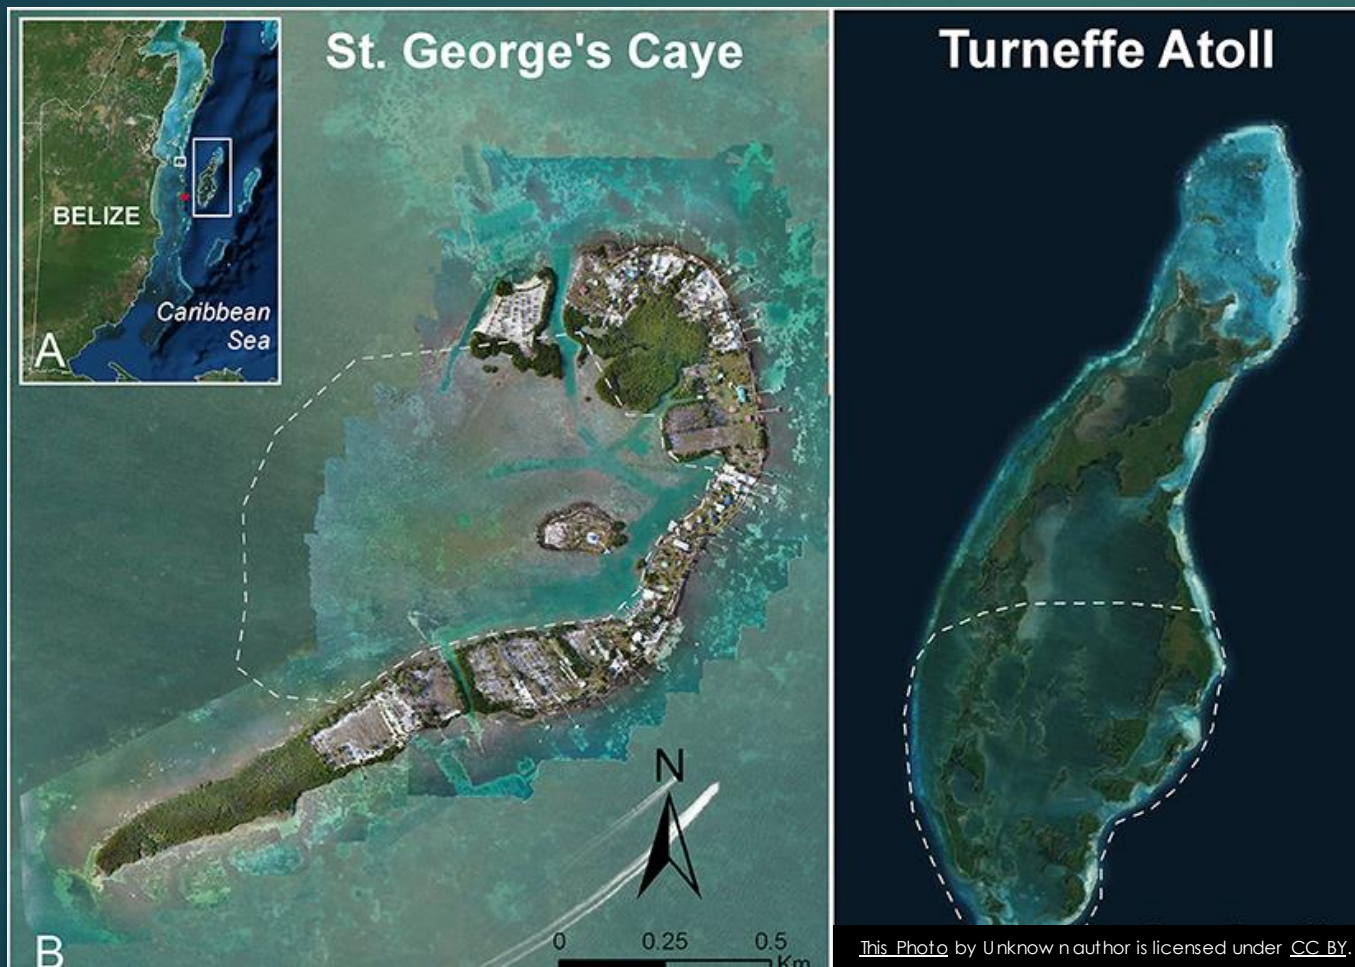 St. George's Caye
Turneffe Atoll
BELIZE
Caribbean
Sea
A
N
0 0.25 0.5
Km
B
This Photo by Unknown author is licensed under CC BY.